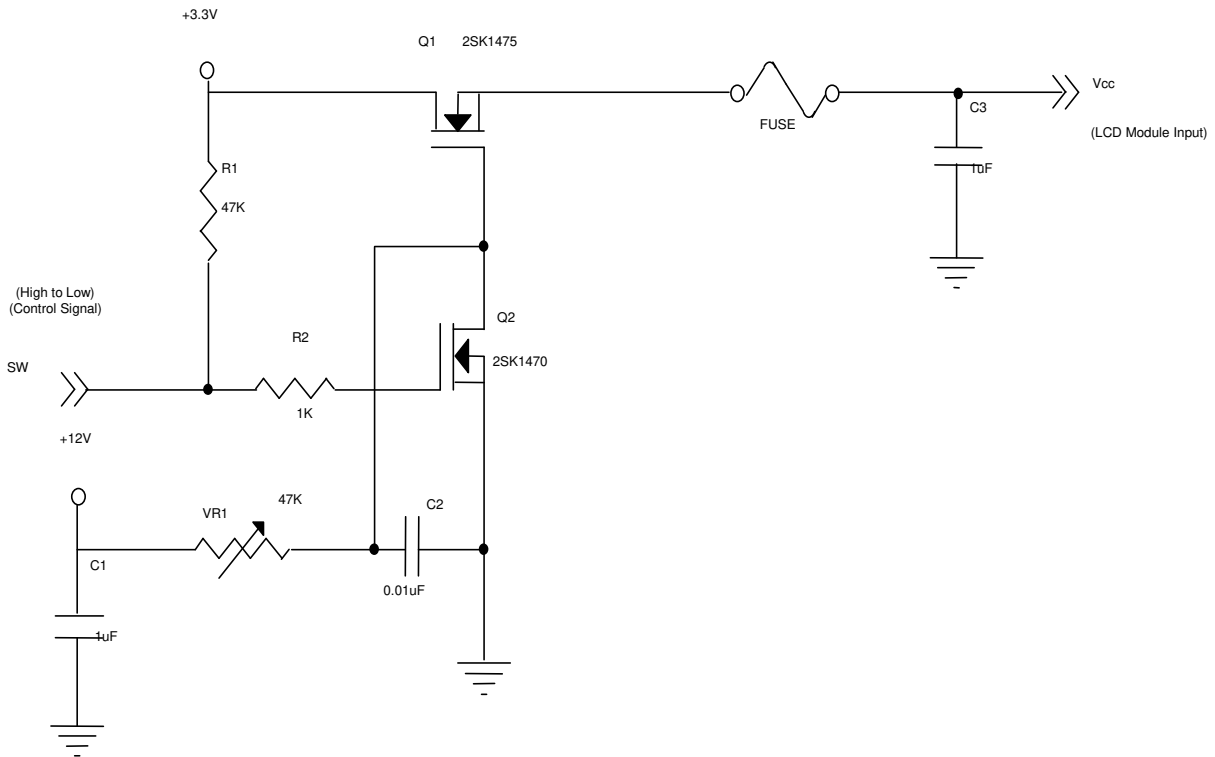 +3.3V
Q1 2SK1475
Vcc
C3
FUSE
(LCD Module Input)
R1
1uF
47K
(High to Low)
(Control Signal)
Q2
R2
2SK1470
SW
1K
+12V
47K
C2
VR1
C1
0.01uF
1uF